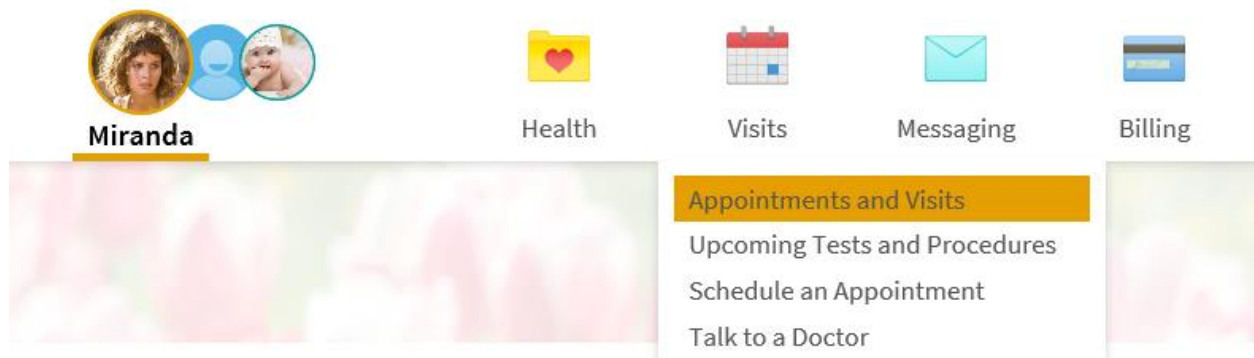 Miranda
Health
Visits
Messaging
Billing
Appointments and Visits
Upcoming Tests and Procedures
Schedule an Appointment
Talk to a Doctor